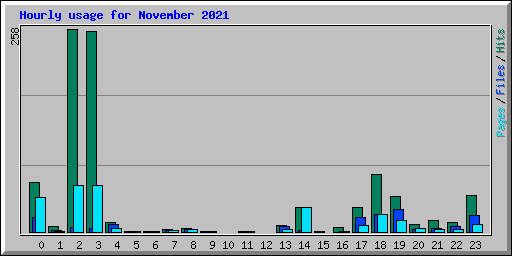 Hourly usage for November 2021
258
Pages/Files/Hits
0 1 2 3 4 5 6 7 8 9 10 11 12 13 14 15 16 17 18 19 20 21 22 23